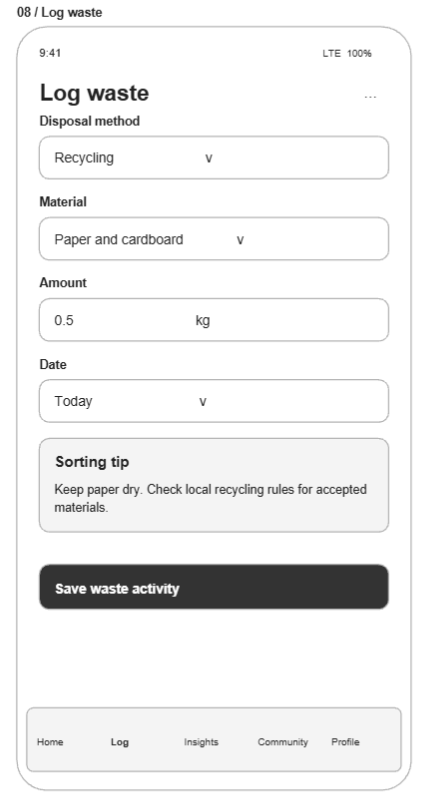 08 / Log waste
9:41 LTE 100%
Log waste ...
Disposal method
Recycling v
Material
Paper and cardboard v
Amount
0.5 kg
Date
Today v
Sorting tip
Keep paper dry. Check local recycling rules for accepted
materials.
Save waste activity
Home Log Insights Community Profile